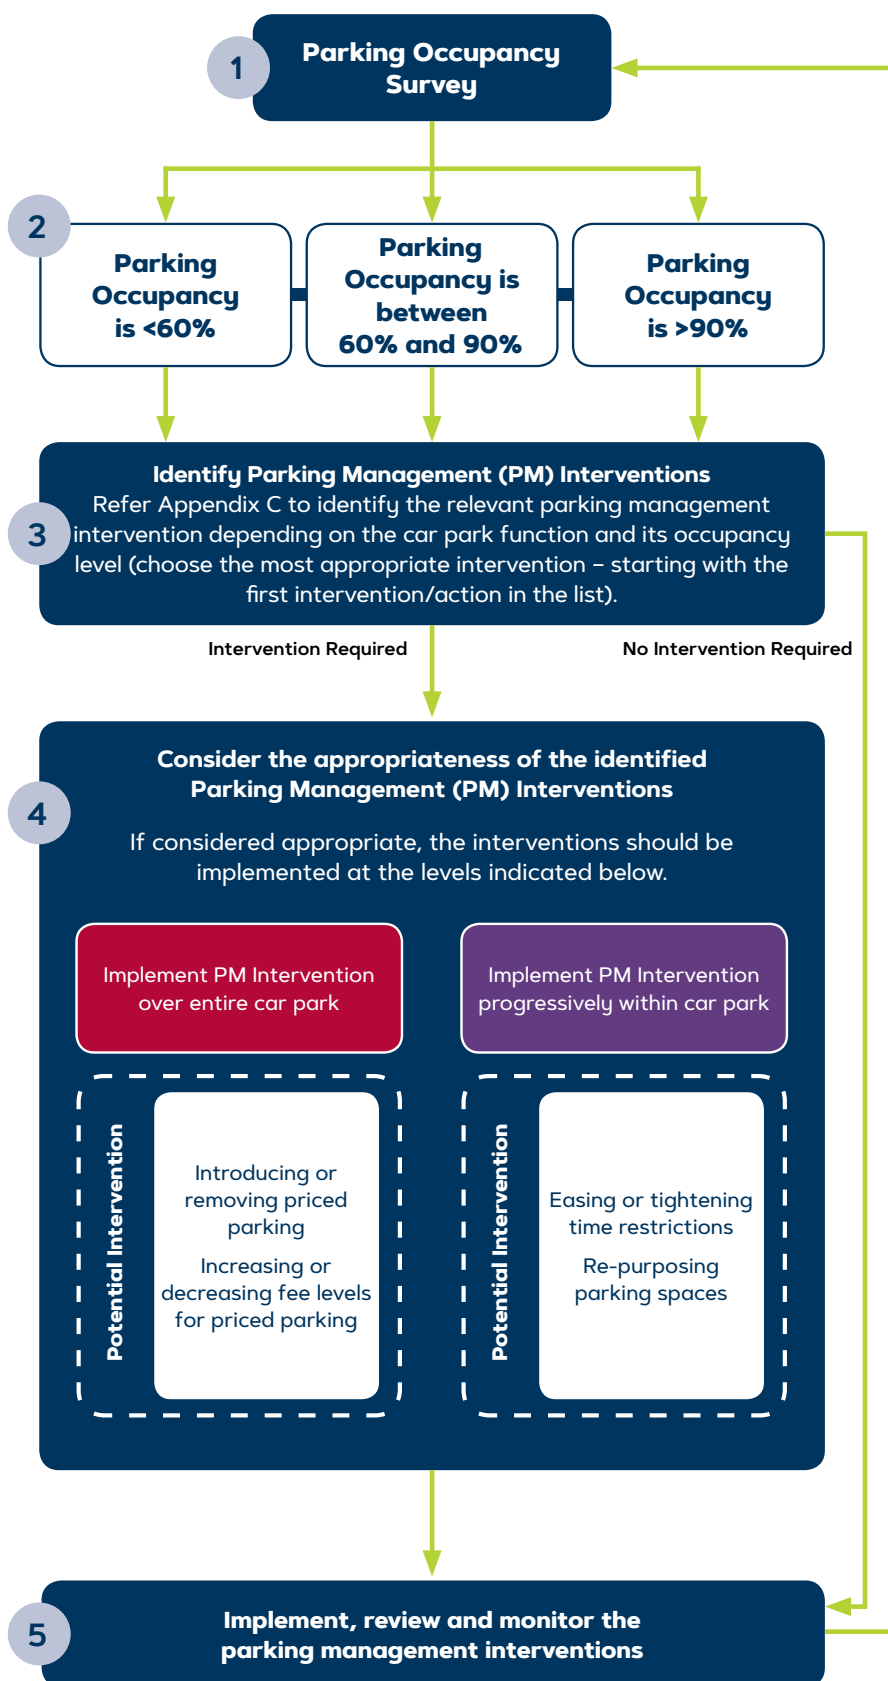 1
Parking Occupancy
Survey
2
Parking
Occupancy
is <60%
Parking
Occupancy is
between
60% and 90%
Parking
Occupancy
is >90%
3
Identify Parking Management (PM) Interventions
Refer Appendix C to identify the relevant parking management
intervention depending on the car park function and its occupancy
level (choose the most appropriate intervention – starting with the
first intervention/action in the list).
Intervention Required
No Intervention Required
4
Consider the appropriateness of the identified
Parking Management (PM) Interventions
If considered appropriate, the interventions should be
implemented at the levels indicated below.
Implement PM Intervention
over entire car park
Potential Intervention
Introducing or
removing priced
parking
Increasing or
decreasing fee levels
for priced parking
Implement PM Intervention
progressively within car park
Potential Intervention
Easing or tightening
time restrictions
Re-purposing
parking spaces
5
Implement, review and monitor the
parking management interventions